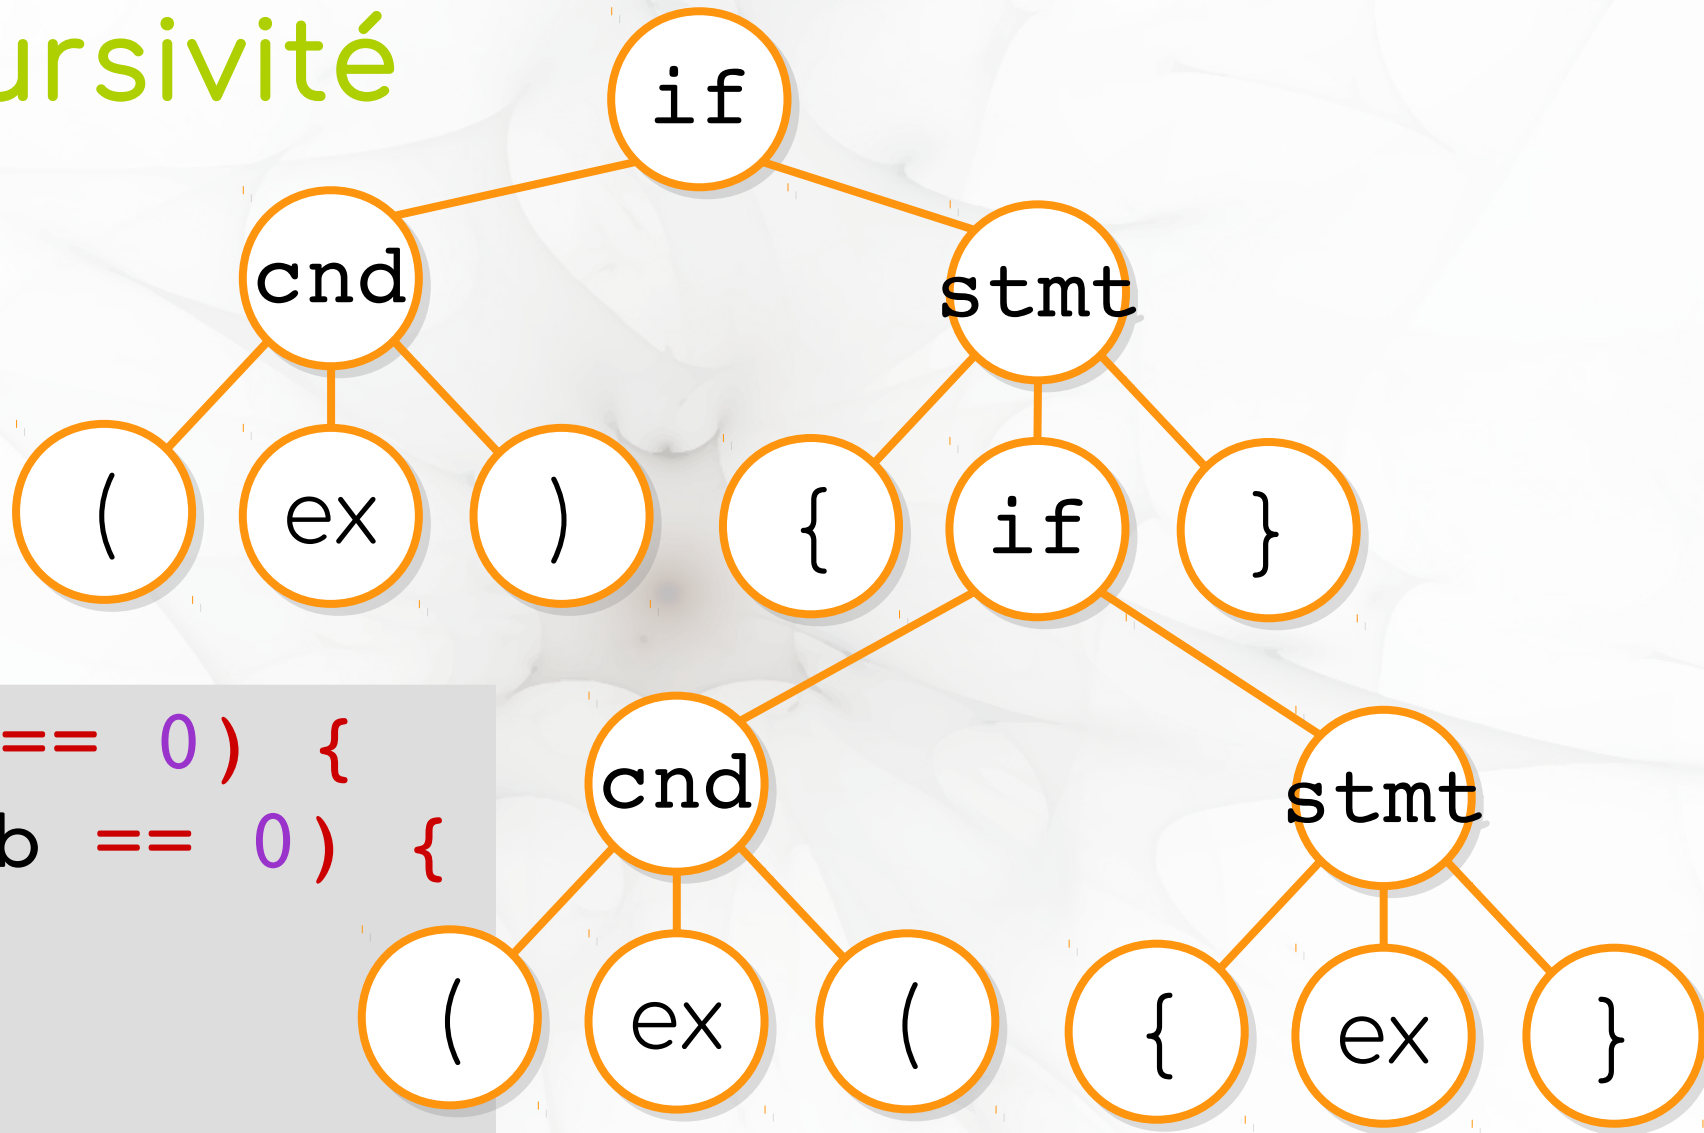 ursivité
if
cnd stmt
( ex ) { if }
== 0) {
b == 0) {
cnd stmt
( ex ( { ex }